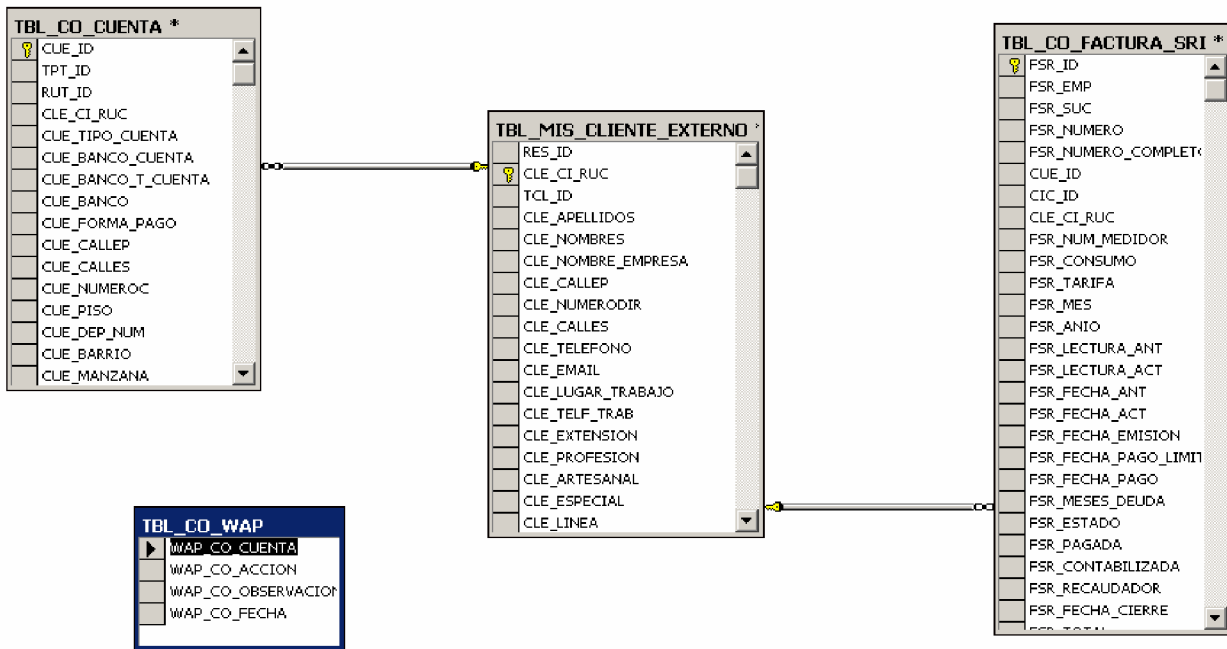 TBL_CO_CUENTA *
CUE_ID
TPT_ID
RUT_ID
CLE_CI_RUC
CUE_TIPO_CUENTA
CUE_BANCO_CUENTA
CUE_BANCO_T_CUENTA
CUE_BANCO
CUE_FORMA_PAGO
CUE_CALLEP
CUE_CALLES
CUE_NUMEROC
CUE_PISO
CUE_DEP_NUM
CUE_BARRIO
CUE_MANZANA
TBL_MIS_CLIENTE_EXTERNO *
RES_ID
CLE_CI_RUC
TCL_ID
CLE_APELLIDOS
CLE_NOMBRES
CLE_NOMBRE_EMPRESA
CLE_CALLEP
CLE_NUMERODIR
CLE_CALLES
CLE_TELEFONO
CLE_EMAIL
CLE_LUGAR_TRABAJO
CLE_TELF_TRAB
CLE_EXTENSION
CLE_PROFESION
CLE_ARTESANAL
CLE_ESPECIAL
CLE_LINEA
TBL_CO_FACTURA_SRI *
FSR_ID
FSR_EMP
FSR_SUC
FSR_NUMERO
FSR_NUMERO_COMPLETO
CUE_ID
CIC_ID
CLE_CI_RUC
FSR_NUM_MEDIDOR
FSR_CONSUMO
FSR_TARIFA
FSR_MES
FSR_ANIO
FSR_LECTURA_ANT
FSR_LECTURA_ACT
FSR_FECHA_ANT
FSR_FECHA_ACT
FSR_FECHA_EMISION
FSR_FECHA_PAGO_LIMIT
FSR_FECHA_PAGO
FSR_MESES_DEUDA
FSR_ESTADO
FSR_PAGADA
FSR_CONTABILIZADA
FSR_RECAUDADOR
FSR_FECHA_CIERRE
TBL_CO_WAP
WAP_CO_CUENTA
WAP_CO_ACCION
WAP_CO_OBSERVACION
WAP_CO_FECHA